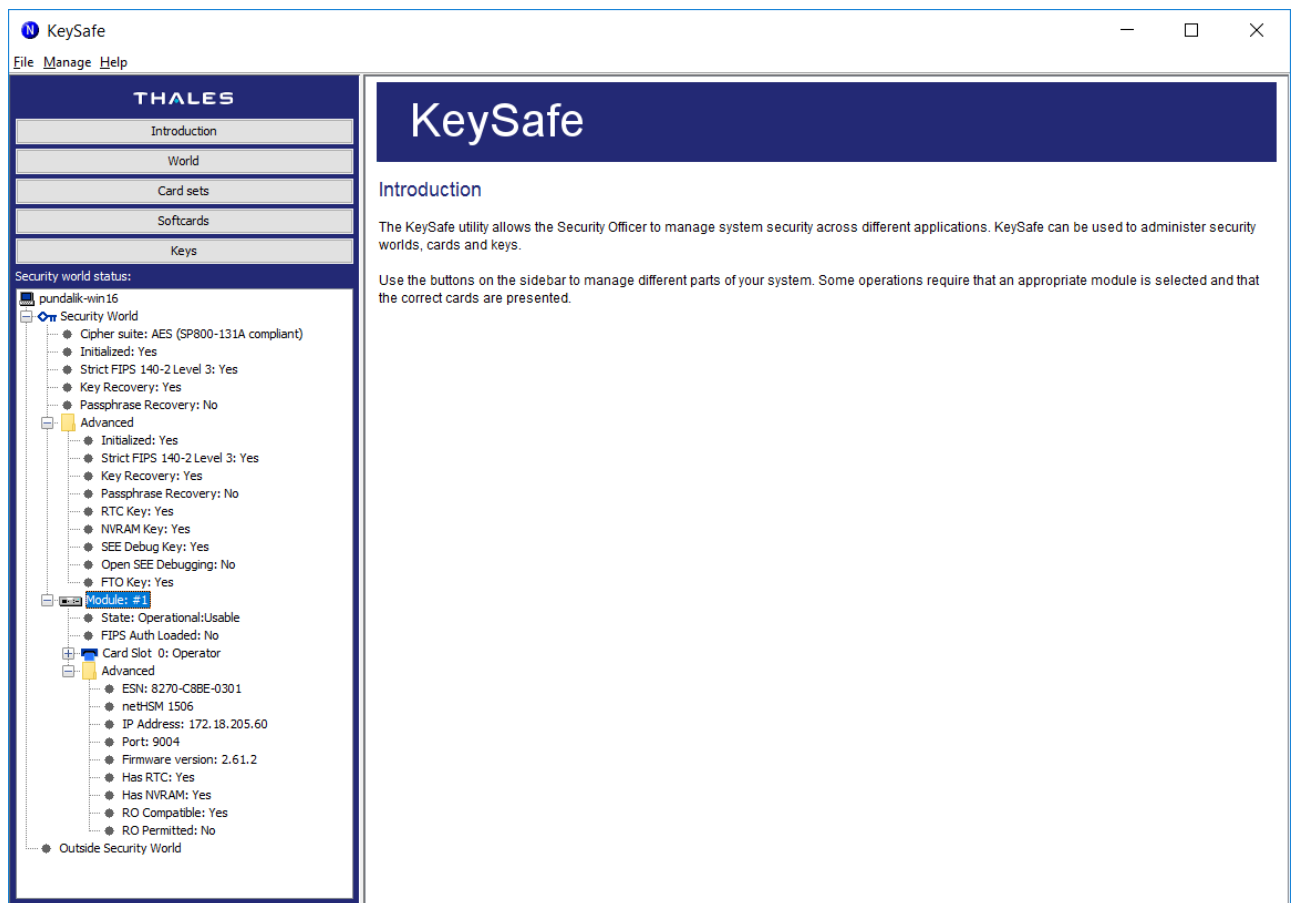 KeySafe
File Manage Help
THALES
Introduction
World
Card sets
Softcards
Keys
Security world status:
pundalik-win16
Security World
Cipher suite: AES (SP800-131A compliant)
Initialized: Yes
Strict FIPS 140-2 Level 3: Yes
Key Recovery: Yes
Passphrase Recovery: No
Advanced
Initialized: Yes
Strict FIPS 140-2 Level 3: Yes
Key Recovery: Yes
Passphrase Recovery: No
RTC Key: Yes
NVRAM Key: Yes
SEE Debug Key: Yes
Open SEE Debugging: No
FTO Key: Yes
Module: #1
State: Operational:Usable
FIPS Auth Loaded: No
Card Slot 0: Operator
Advanced
ESN: 8270-C8BE-0301
netHSM 1506
IP Address: 172.18.205.60
Port: 9004
Firmware version: 2.61.2
Has RTC: Yes
Has NVRAM: Yes
RO Compatible: Yes
RO Permitted: No
Outside Security World
KeySafe
Introduction
The KeySafe utility allows the Security Officer to manage system security across different applications. KeySafe can be used to administer security
worlds, cards and keys.
Use the buttons on the sidebar to manage different parts of your system. Some operations require that an appropriate module is selected and that
the correct cards are presented.